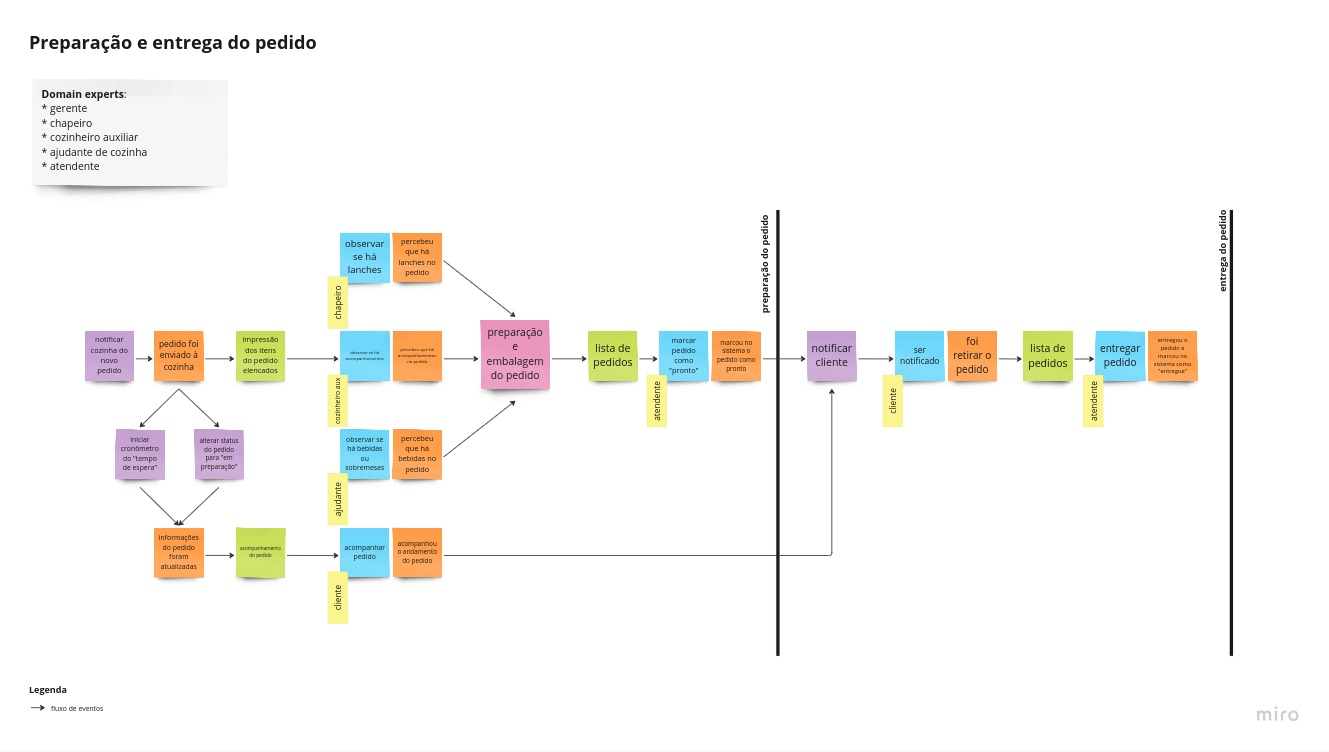 Preparação e entrega do pedido
Domain experts:
* gerente
* chapeiro
* cozinheiro auxiliar
* ajudante de cozinha
* atendente
observar
se há
lanches
percebeu
que há
lanches no
pedido
chapeiro
notificar
cozinha do
novo
pedido
pedido foi
enviado à
cozinha
impressão
dos itens
do pedido
elencados
observar se há
acompanhamentos
percebeu que há
acompanhamentos
no pedido
cozinheiro aux
preparação
e
embalagem
do pedido
lista de
pedidos
marcar
pedido
como
"pronto"
marcou no
sistema o
pedido como
pronto
atendente
preparação do pedido
notificar
cliente
ser
notificado
foi
retirar o
pedido
cliente
lista de
pedidos
entregar
pedido
entregou o
pedido e
marcou no
sistema como
"entregue"
atendente
entrega do pedido
iniciar
cronômetro
do "tempo
de espera"
alterar status
do pedido
para "em
preparação"
observar se
há bebidas
ou
sobremesas
percebeu
que há
bebidas no
pedido
ajudante
informações
do pedido
foram
atualizadas
acompanhamento
do pedido
acompanhar
pedido
acompanhou
o andamento
do pedido
cliente
Legenda
fluxo de eventos
miro